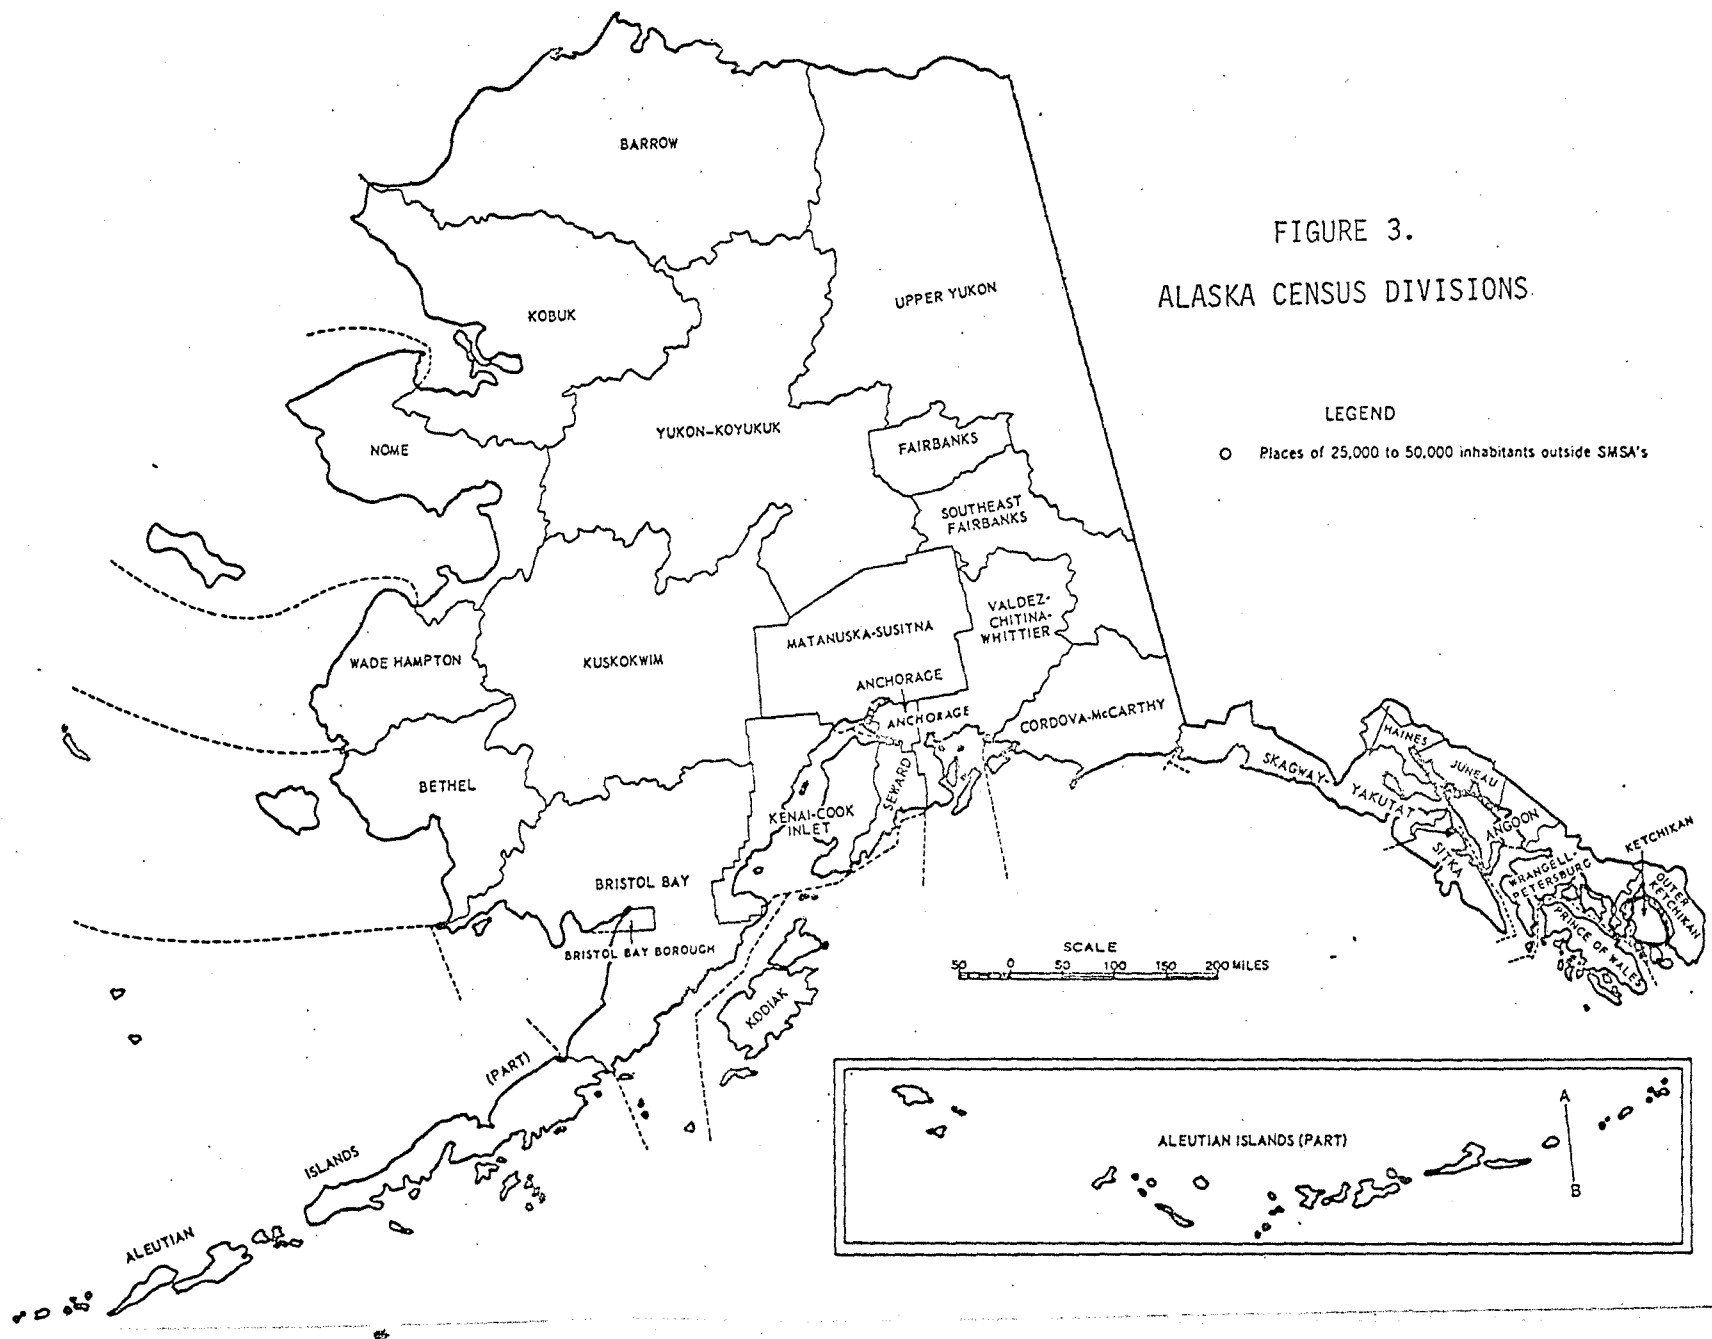 BARROW
FIGURE 3.
ALASKA CENSUS DIVISIONS
UPPER YUKON
KOBUK
LEGEND
Places of 25,000 to 50,000 inhabitants outside SMSA's
YUKON-KOYUKUK
FAIRBANKS
NOME
SOUTHEAST
FAIRBANKS
VALDEZ-
CHITINA-
WHITTIER
MATANUSKA-SUSITNA
WADE HAMPTON
KUSKOKWIM
ANCHORAGE
ANCHORAGE
CORDOVA-McCARTHY
HAINES
SKAGWAY-
YAKUTAT
JUNEAU
BETHEL
SEWARD
KENAI-COOK
INLET
ANGOON
KETCHIKAN
SITKA
WRANGELL-
PETERSBURG
OUTER
KETCHIKAN
BRISTOL BAY
PRINCE OF WALES
BRISTOL BAY BOROUGH
SCALE
50 0 50 100 150 200 MILES
KODIAK
(PART)
ISLANDS
ALEUTIAN
A
ALEUTIAN ISLANDS (PART)
B